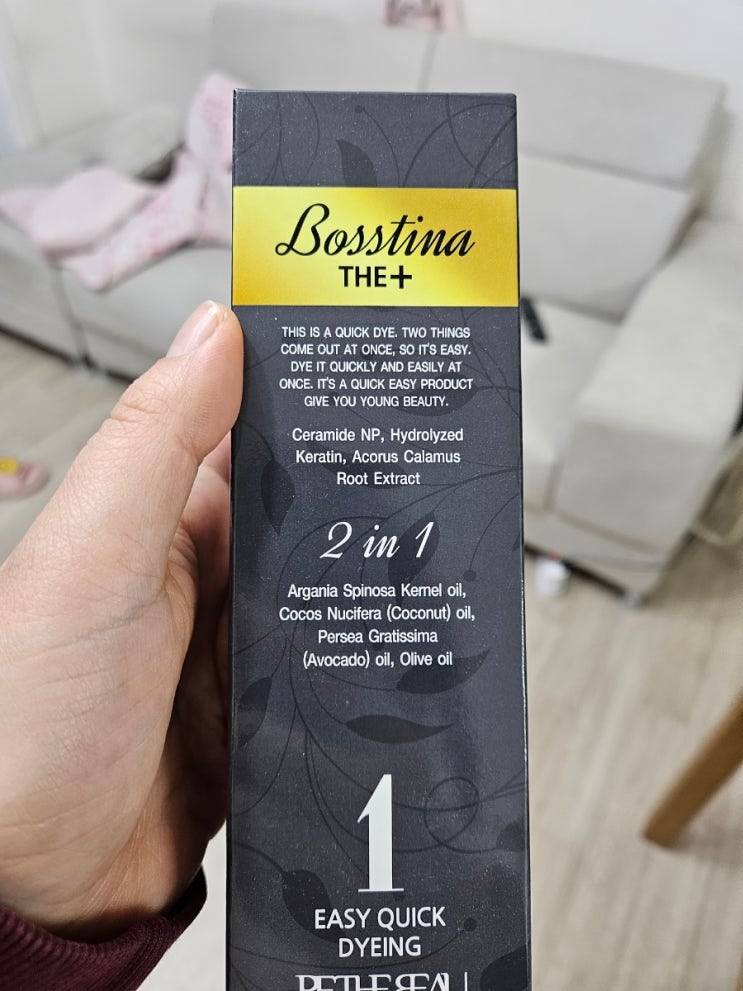 Bosstina
THE+
THIS IS A QUICK DYE. TWO THINGS
COME OUT AT ONCE, SO IT'S EASY.
DYE IT QUICKLY AND EASILY AT
ONCE. IT'S A QUICK EASY PRODUCT
GIVE YOU YOUNG BEAUTY.
Ceramide NP, Hydrolyzed
Keratin, Acorus Calamus
Root Extract
2 in 1
Argania Spinosa Kernel oil,
Cocos Nucifera (Coconut) oil,
Persea Gratissima
(Avocado) oil, Olive oil
1
EASY QUICK
DYEING